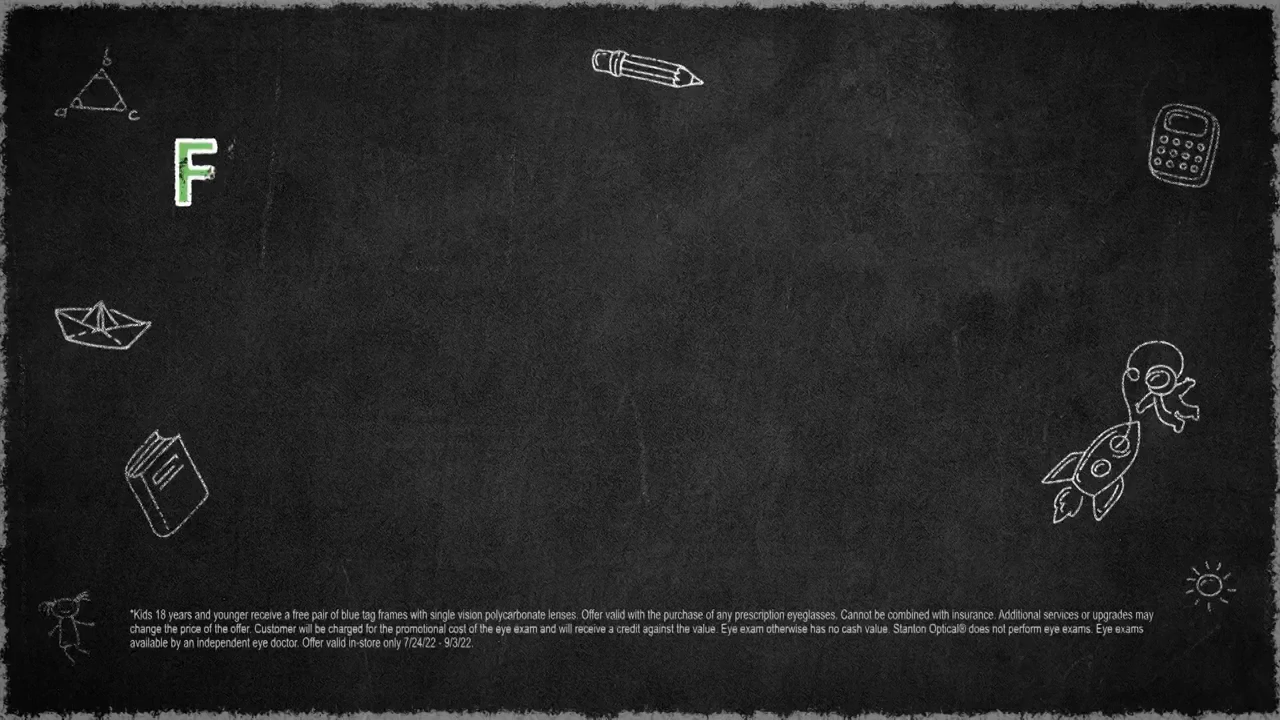 b
a c
F
*Kids 18 years and younger receive a free pair of blue tag frames with single vision polycarbonate lenses. Offer valid with the purchase of any prescription eyeglasses. Cannot be combined with insurance. Additional services or upgrades may
change the price of the offer. Customer will be charged for the promotional cost of the eye exam and will receive a credit against the value. Eye exam otherwise has no cash value. Stanton Optical® does not perform eye exams. Eye exams
available by an independent eye doctor. Offer valid in-store only 7/24/22 - 9/3/22.